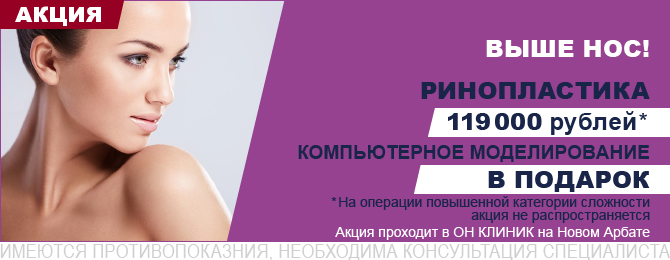 АКЦИЯ
ВЫШЕ НОС!
РИНОПЛАСТИКА
119 000 рублей*
КОМПЬЮТЕРНОЕ МОДЕЛИРОВАНИЕ
В ПОДАРОК
*На операции повышенной категории сложности
акция не распространяется
Акция проходит в ОН КЛИНИК на Новом Арбате
ИМЕЮТСЯ ПРОТИВОПОКАЗНИЯ, НЕОБХОДИМА КОНСУЛЬТАЦИЯ СПЕЦИАЛИСТА